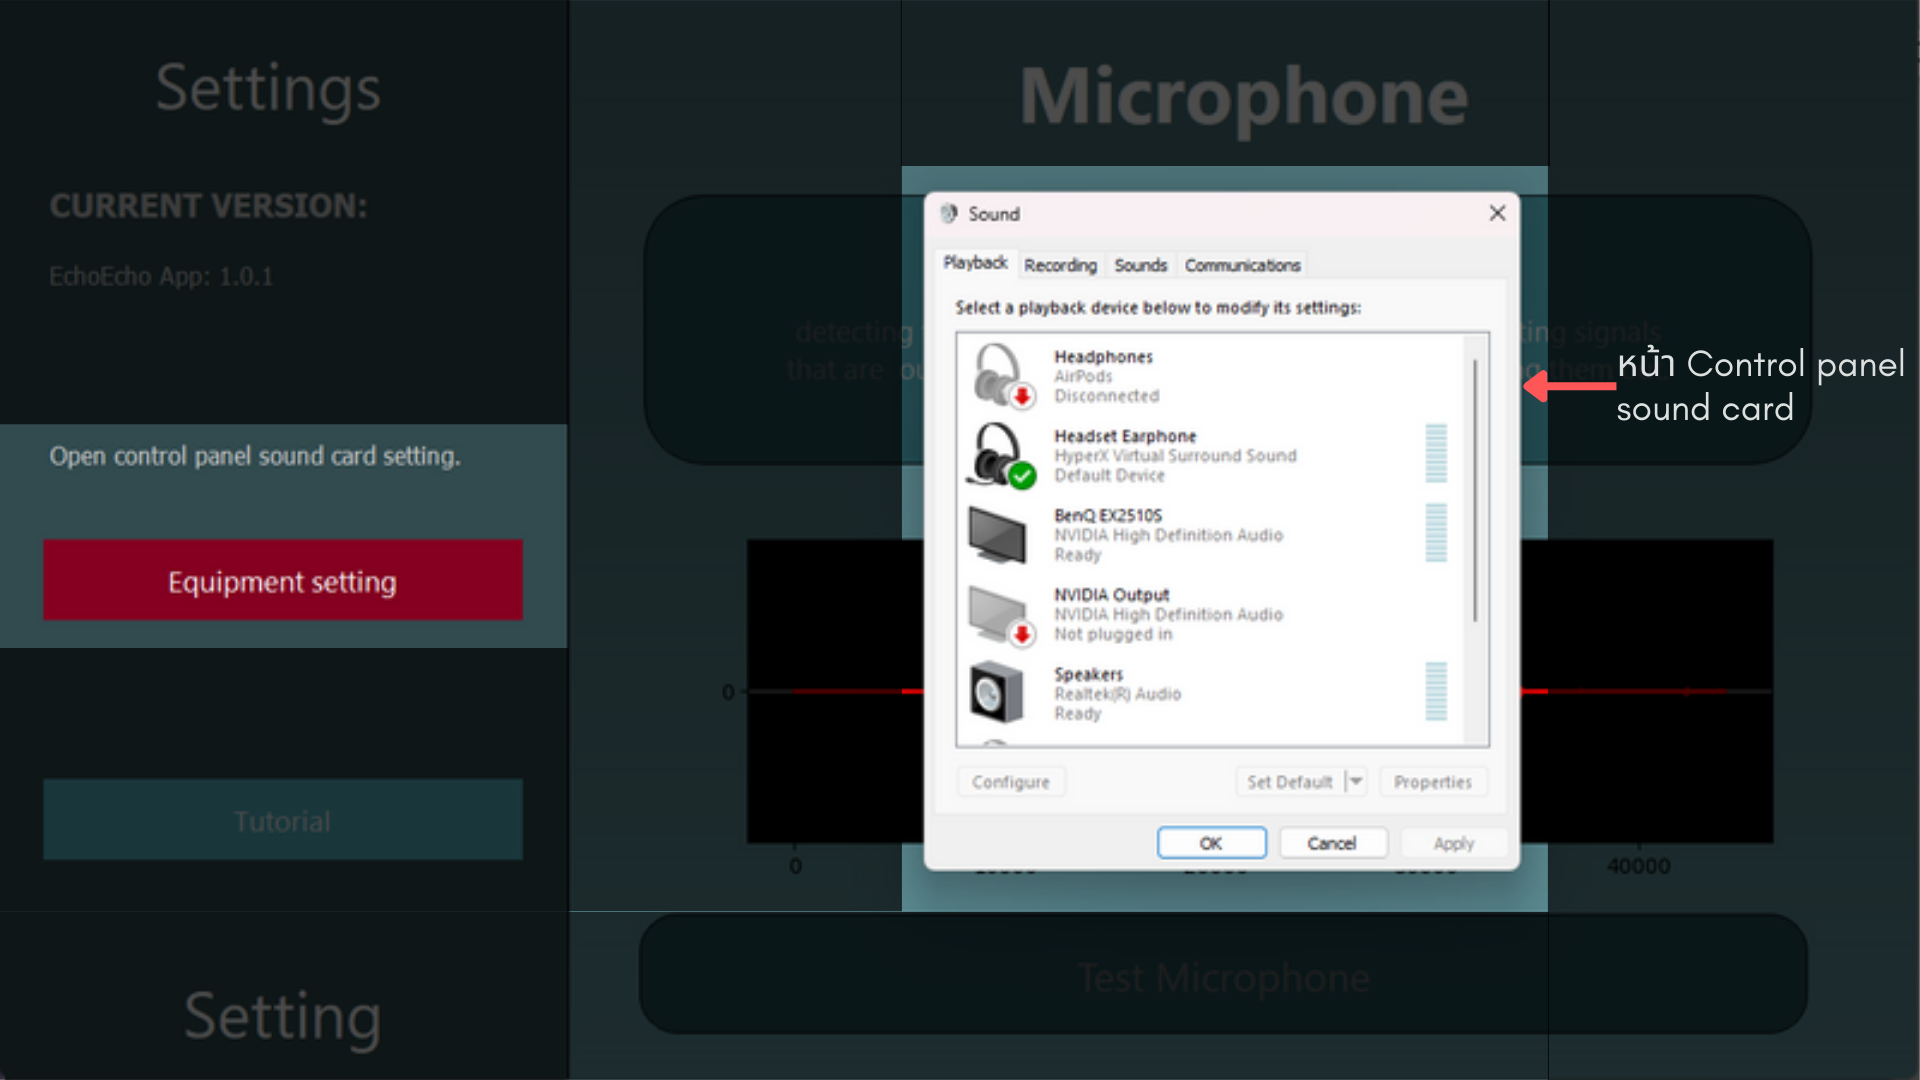 Settings
CURRENT VERSION:
EchoEcho App: 1.0.1
Open control panel sound card setting.
Equipment setting
Tutorial
Setting
Microphone
detecting
ing signals
that are
them
Sound
Playback Recording Sounds Communications
Select a playback device below to modify its settings:
Headphones
AirPods
Disconnected
Headset Earphone
HyperX Virtual Surround Sound
Default Device
BenQ EX2510S
NVIDIA High Definition Audio
Ready
NVIDIA Output
NVIDIA High Definition Audio
Not plugged in
Speakers
Realtek(R) Audio
Ready
Configure Set Default Properties
OK Cancel Apply
หน้า Control panel
sound card
0
0 40000
Test Microphone